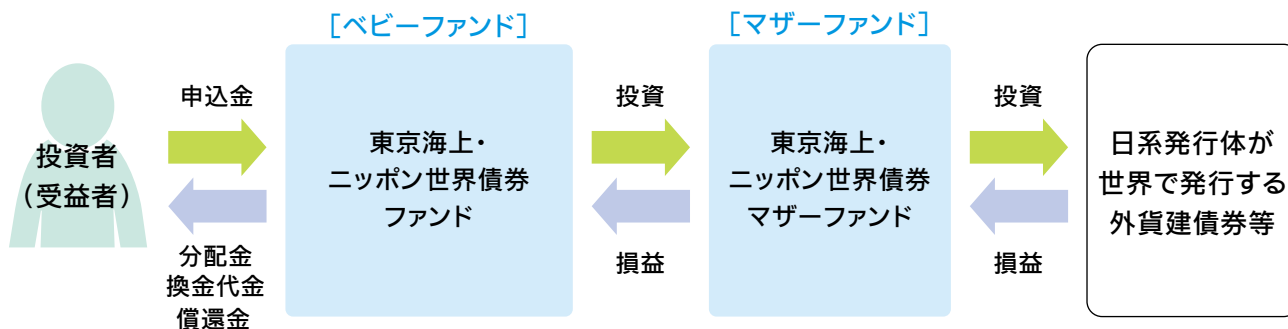 [ベビーファンド]
[マザーファンド]
申込金
投資者
(受益者)
分配金
換金代金
償還金
東京海上・
ニッポン世界債券
ファンド
投資
損益
東京海上・
ニッポン世界債券
マザーファンド
投資
損益
日系発行体が
世界で発行する
外貨建債券等